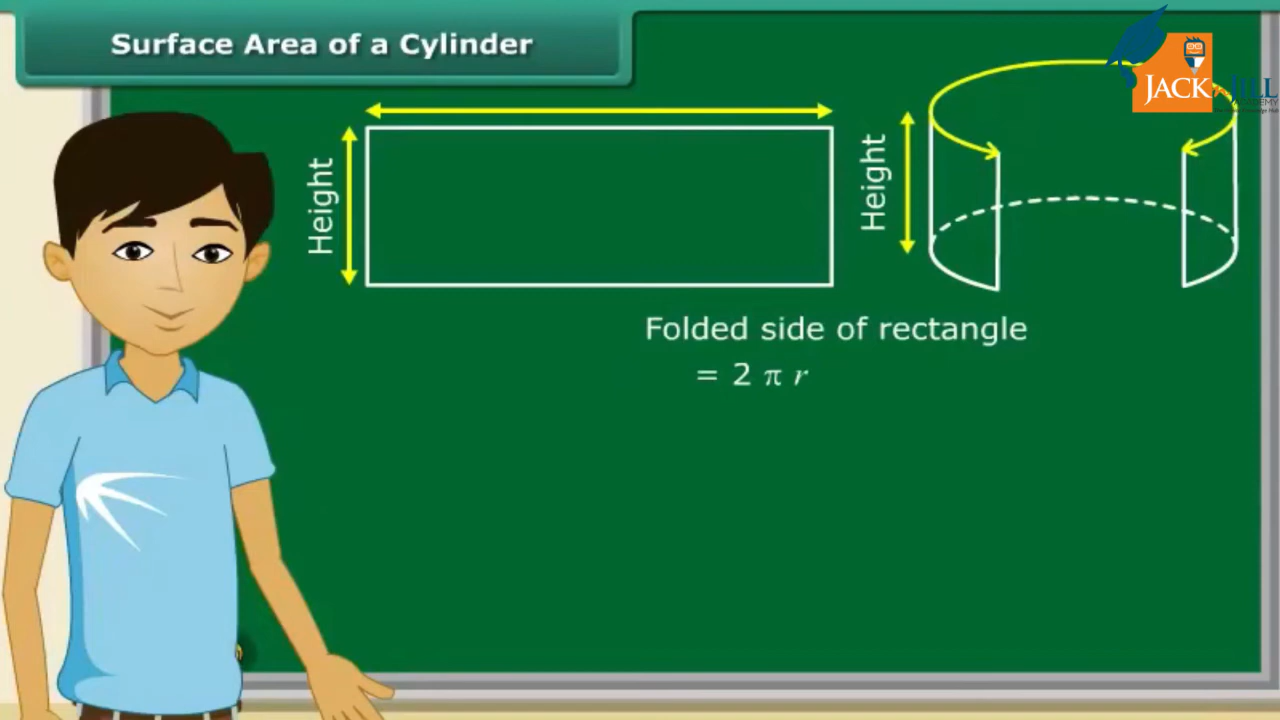 Surface Area of a Cylinder
Height
Height
Folded side of rectangle
= 2 π r
JACK
JILL